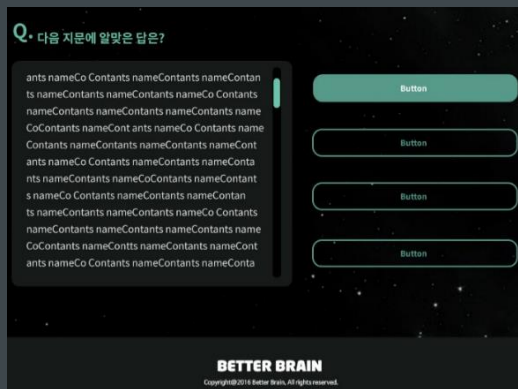 Q. 다음 지문에 알맞은 답은?
ants nameCo Contants nameContants nameContan
ts nameContants nameContants nameCo Contants
nameContants nameContants nameContants name
CoContants nameCont ants nameCo Contants name
Contants nameContants nameContants nameCont
ants nameCo Contants nameContants nameConta
nts nameContants nameCoContants nameContant
s nameCo Contants nameContants nameContan
ts nameContants nameContants nameCo Contants
nameContants nameContants nameContants name
CoContants nameContts nameContants nameCont
ants nameCo Contants nameContants nameConta
Button
Button
Button
Button
BETTER BRAIN
Copyright@2016 Better Brain, All rights reserved.